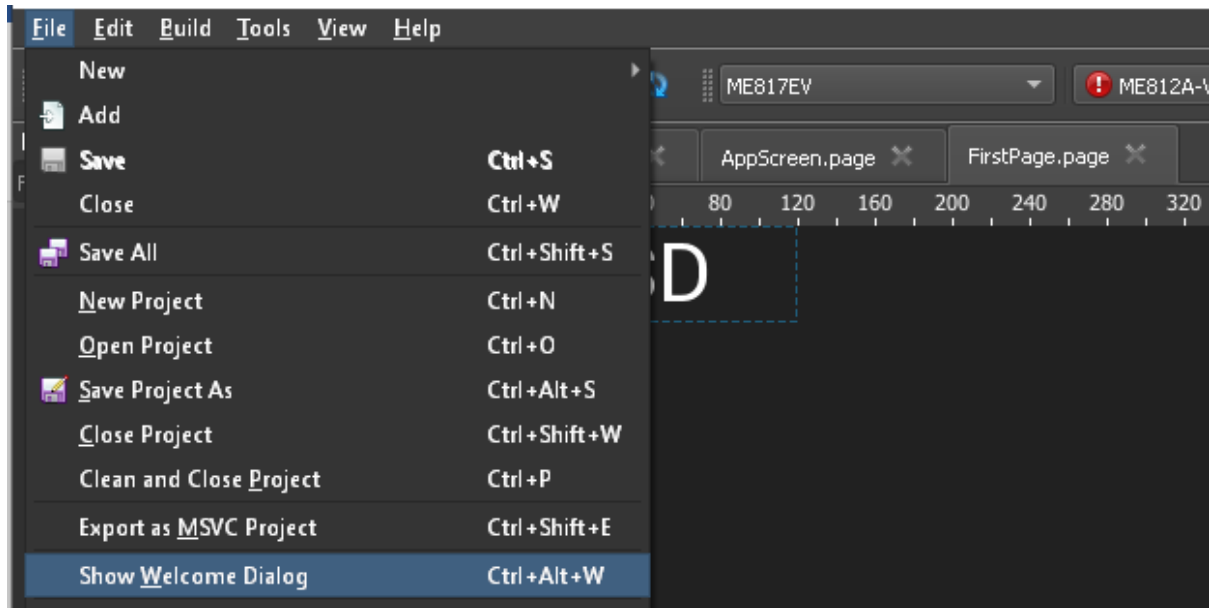 File Edit Build Tools View Help
New
ME817EV
Add
Save Ctrl+S
AppScreen.page
FirstPage.page
Close Ctrl+W
80 120 160 200 240 280 320
Save All Ctrl+Shift+S
D
New Project Ctrl+N
Open Project Ctrl+O
Save Project As Ctrl+Alt+S
Close Project Ctrl+Shift+W
Clean and Close Project Ctrl+P
Export as MSVC Project Ctrl+Shift+E
Show Welcome Dialog Ctrl+Alt+W